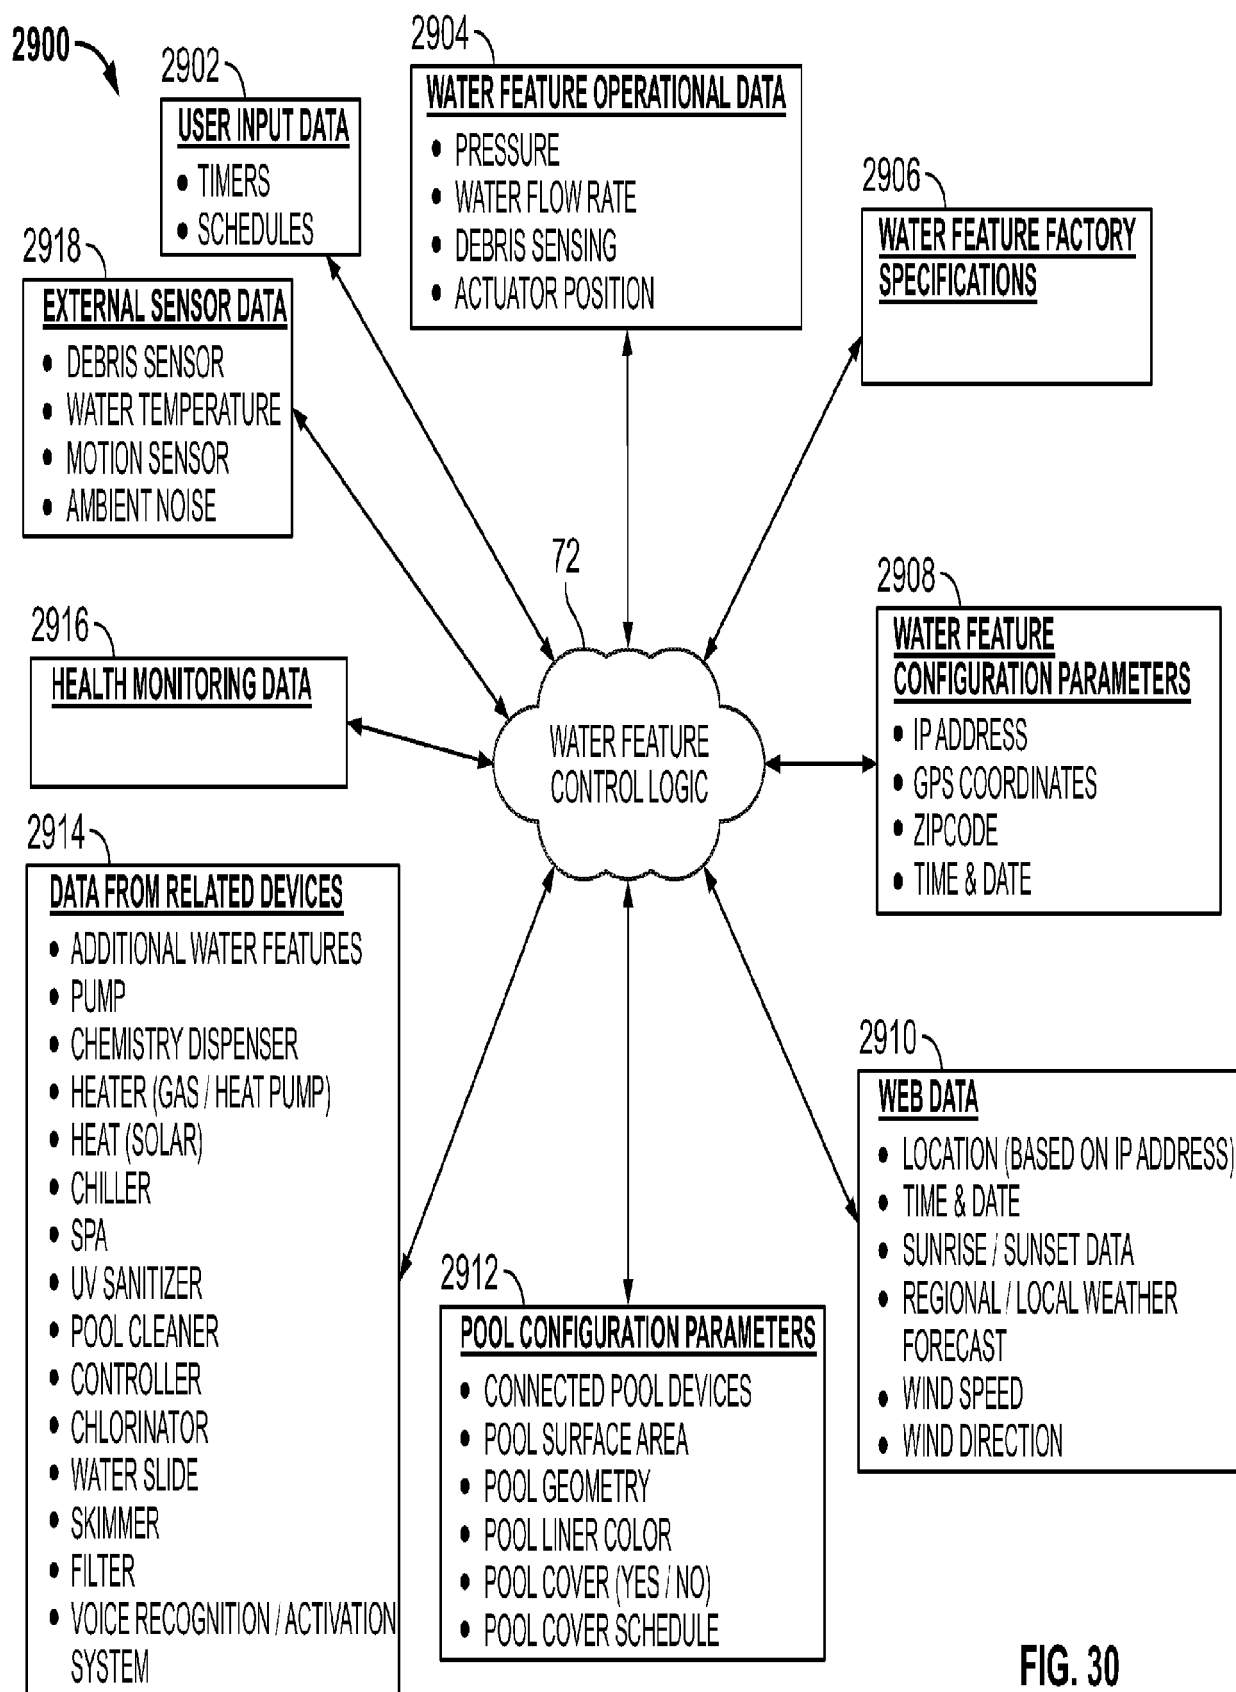 2900
2902
USER INPUT DATA
• TIMERS
• SCHEDULES
2904
WATER FEATURE OPERATIONAL DATA
• PRESSURE
• WATER FLOW RATE
• DEBRIS SENSING
• ACTUATOR POSITION
2906
WATER FEATURE FACTORY
SPECIFICATIONS
2918
EXTERNAL SENSOR DATA
• DEBRIS SENSOR
• WATER TEMPERATURE
• MOTION SENSOR
• AMBIENT NOISE
72
WATER FEATURE
CONTROL LOGIC
2908
WATER FEATURE
CONFIGURATION PARAMETERS
• IP ADDRESS
• GPS COORDINATES
• ZIPCODE
• TIME & DATE
2916
HEALTH MONITORING DATA
2914
DATA FROM RELATED DEVICES
• ADDITIONAL WATER FEATURES
• PUMP
• CHEMISTRY DISPENSER
• HEATER (GAS / HEAT PUMP)
• HEAT (SOLAR)
• CHILLER
• SPA
• UV SANITIZER
• POOL CLEANER
• CONTROLLER
• CHLORINATOR
• WATER SLIDE
• SKIMMER
• FILTER
• VOICE RECOGNITION / ACTIVATION
SYSTEM
2912
POOL CONFIGURATION PARAMETERS
• CONNECTED POOL DEVICES
• POOL SURFACE AREA
• POOL GEOMETRY
• POOL LINER COLOR
• POOL COVER (YES / NO)
• POOL COVER SCHEDULE
2910
WEB DATA
• LOCATION (BASED ON IP ADDRESS)
• TIME & DATE
• SUNRISE / SUNSET DATA
• REGIONAL / LOCAL WEATHER
FORECAST
• WIND SPEED
• WIND DIRECTION
FIG. 30